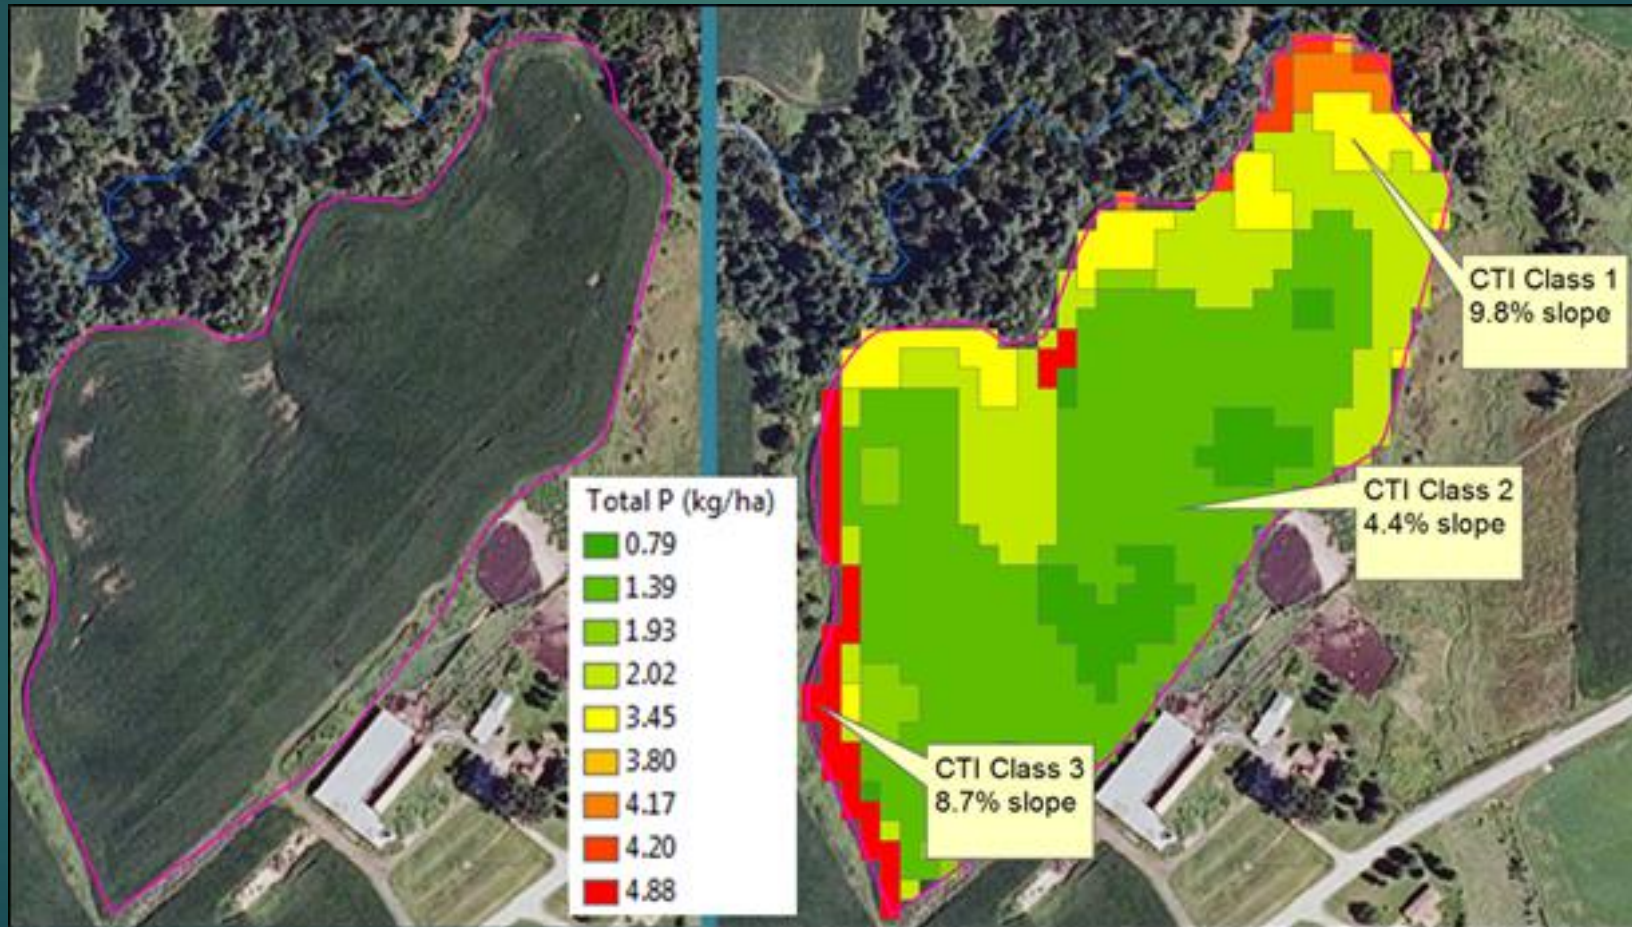 Total P (kg/ha)
0.79
1.39
1.93
2.02
3.45
3.80
4.17
4.20
4.88
CTI Class 1
9.8% slope
CTI Class 2
4.4% slope
CTI Class 3
8.7% slope